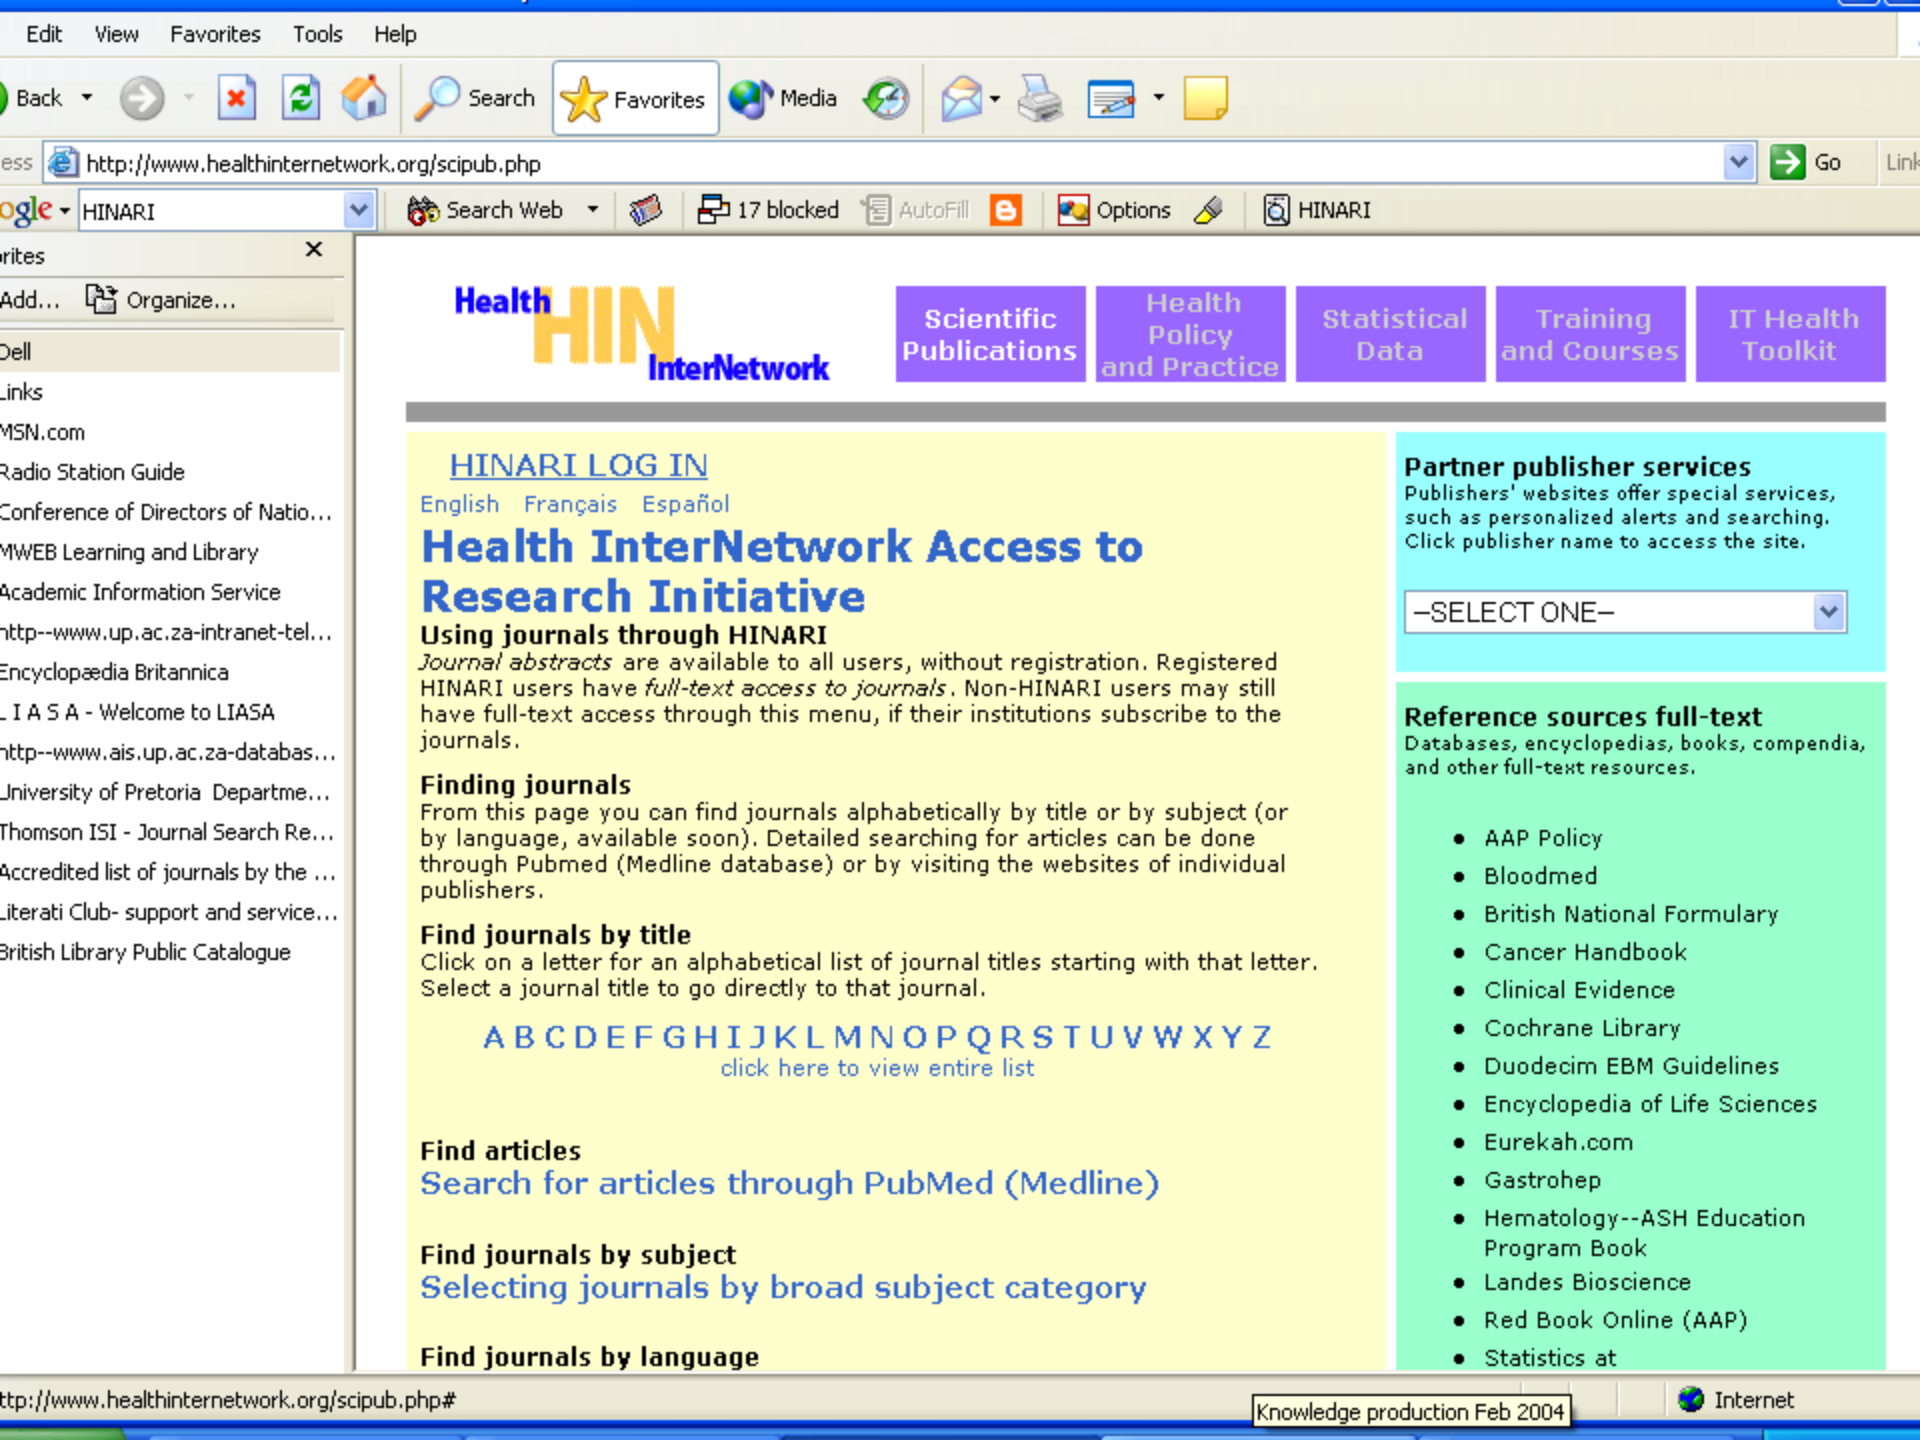 Edit View Favorites Tools Help
Back Search Favorites Media
ess http://www.healthinternetwork.org/scipub.php Go Link
ogle HINARI Search Web 17 blocked AutoFill Options HINARI
rites
Add... Organize...
Dell
Links
MSN.com
Radio Station Guide
Conference of Directors of Natio...
MWEB Learning and Library
Academic Information Service
http--www.up.ac.za-intranet-tel...
Encyclopædia Britannica
L I A S A - Welcome to LIASA
http--www.ais.up.ac.za-databas...
University of Pretoria Departme...
Thomson ISI - Journal Search Re...
Accredited list of journals by the ...
Literati Club- support and service...
British Library Public Catalogue
Health HIN InterNetwork
Scientific Publications
Health Policy and Practice
Statistical Data
Training and Courses
IT Health Toolkit
HINARI LOG IN
English Français Español
Health InterNetwork Access to
Research Initiative
Using journals through HINARI
Journal abstracts are available to all users, without registration. Registered
HINARI users have full-text access to journals. Non-HINARI users may still
have full-text access through this menu, if their institutions subscribe to the
journals.
Finding journals
From this page you can find journals alphabetically by title or by subject (or
by language, available soon). Detailed searching for articles can be done
through Pubmed (Medline database) or by visiting the websites of individual
publishers.
Find journals by title
Click on a letter for an alphabetical list of journal titles starting with that letter.
Select a journal title to go directly to that journal.
A B C D E F G H I J K L M N O P Q R S T U V W X Y Z
click here to view entire list
Find articles
Search for articles through PubMed (Medline)
Find journals by subject
Selecting journals by broad subject category
Find journals by language
Partner publisher services
Publishers' websites offer special services,
such as personalized alerts and searching.
Click publisher name to access the site.
--SELECT ONE--
Reference sources full-text
Databases, encyclopedias, books, compendia,
and other full-text resources.
AAP Policy
Bloodmed
British National Formulary
Cancer Handbook
Clinical Evidence
Cochrane Library
Duodecim EBM Guidelines
Encyclopedia of Life Sciences
Eurekah.com
Gastrohep
Hematology--ASH Education
Program Book
Landes Bioscience
Red Book Online (AAP)
Statistics at
ttp://www.healthinternetwork.org/scipub.php#
Knowledge production Feb 2004
Internet